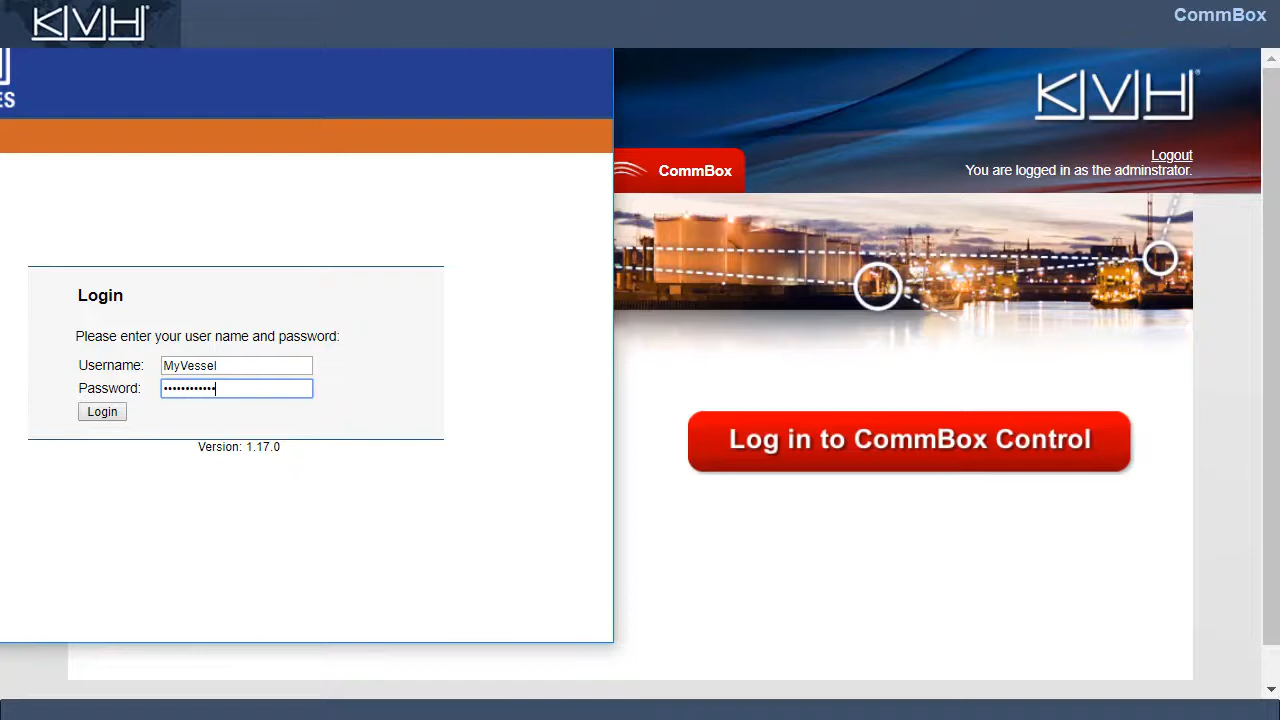 KVH
CommBox
ES
KVH
CommBox
Logout
You are logged in as the adminstrator.
Login
Please enter your user name and password:
Username: MyVessel
Password: ••••••••••••
Login
Version: 1.17.0
Log in to CommBox Control